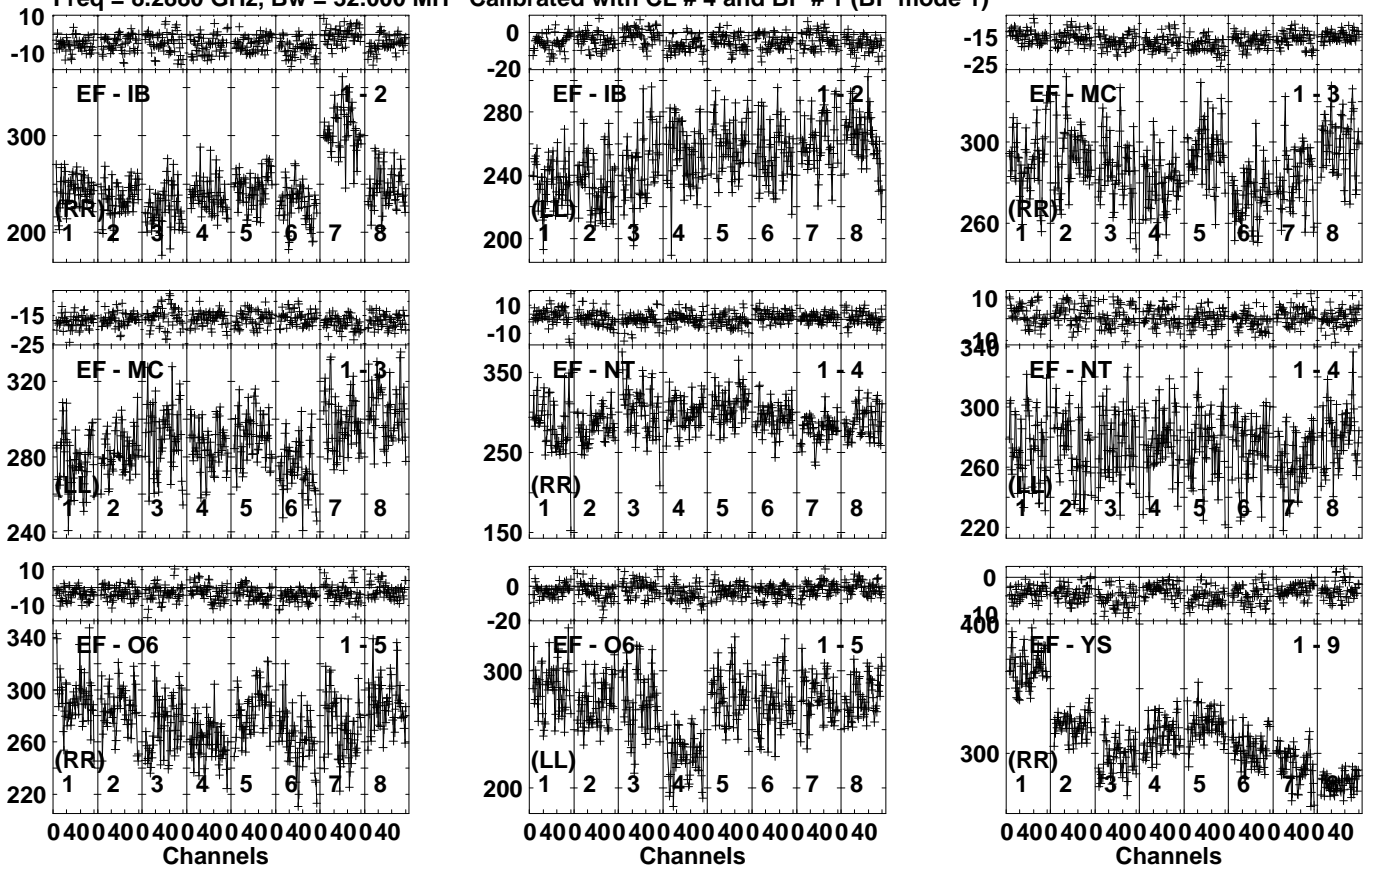 Freq = 8.2880 GHz, Bw = 32.000 MH Calibrated with CL # 4 and BP # 1 (BP mode 1)
10
-10
EF - IB 1 - 2
300
(RR)
200
1 2 3 4 5 6 7 8
0
-20
EF - IB 1 - 2
280
240
(LL)
200
1 2 3 4 5 6 7 8
-15
-25
EF - MC 1 - 3
300
(RR)
260
1 2 3 4 5 6 7 8
-15
-25
EF - MC 1 - 3
320
280
(LL)
1 2 3 4 5 6 7 8
240
10
-10
EF - NT 1 - 4
350
250
(RR)
1 2 3 4 5 6 7 8
150
10
-10
340
EF - NT 1 - 4
300
260
(LL)
1 2 3 4 5 6 7 8
220
10
-10
340
EF - O6 1 - 5
300
260
(RR)
1 2 3 4 5 6 7 8
220
0 40 0 40 0 40 0 40 0 40 0 40 0 40 0 40
Channels
0
-20
EF - O6 1 - 5
300
(LL)
1 2 3 4 5 6 7 8
200
0 40 0 40 0 40 0 40 0 40 0 40 0 40 0 40
Channels
0
-10
400
EF - YS 1 - 9
300
(RR)
1 2 3 4 5 6 7 8
0 40 0 40 0 40 0 40 0 40 0 40 0 40 0 40
Channels